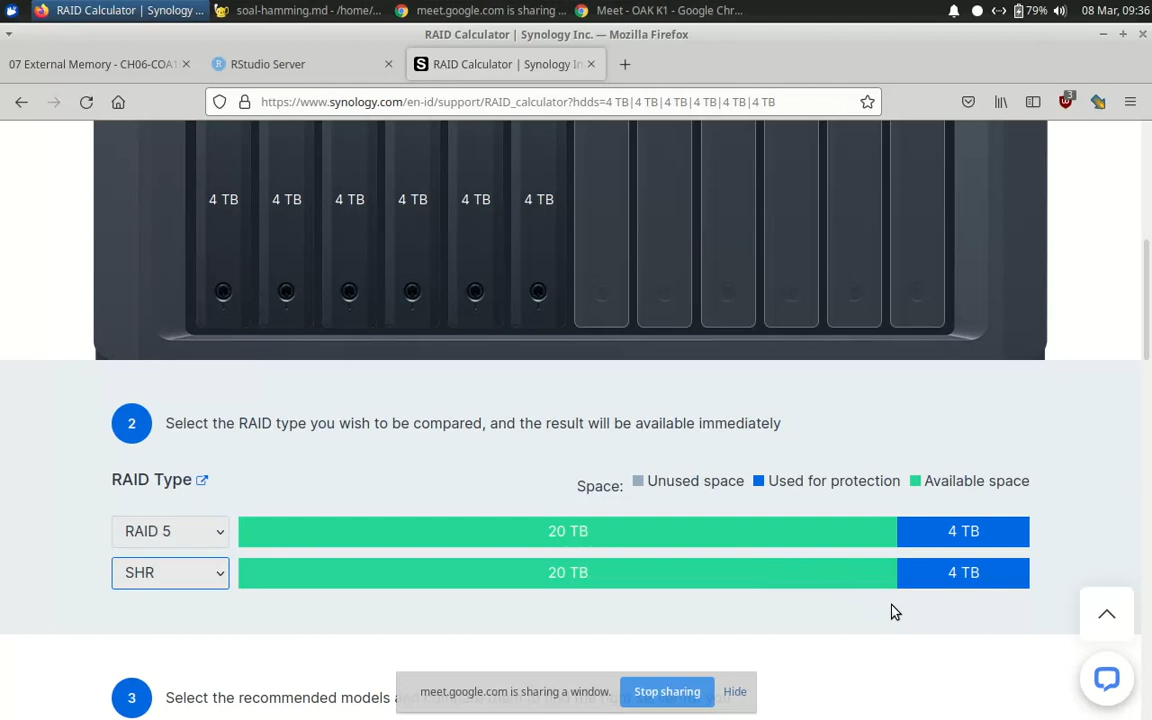 RAID Calculator | Synology ...
soal-hamming.md - /home/...
meet.google.com is sharing ...
Meet - OAK K1 - Google Chr...
79%
08 Mar, 09:36
RAID Calculator | Synology Inc. — Mozilla Firefox
07 External Memory - CH06-COA1
RStudio Server
RAID Calculator | Synology In
https://www.synology.com/en-id/support/RAID_calculator?hdds=4 TB|4 TB|4 TB|4 TB|4 TB|4 TB
3
4 TB 4 TB 4 TB 4 TB 4 TB 4 TB
2 Select the RAID type you wish to be compared, and the result will be available immediately
RAID Type
Space: Unused space Used for protection Available space
RAID 5 20 TB 4 TB
SHR 20 TB 4 TB
3 Select the recommended models
meet.google.com is sharing a window. Stop sharing Hide